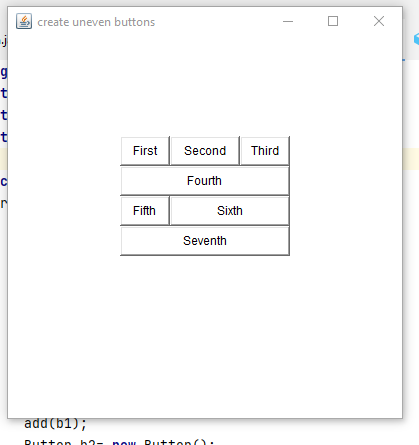 create uneven buttons
First Second Third
Fourth
Fifth Sixth
Seventh
add(b1);
Button b2= new Button();